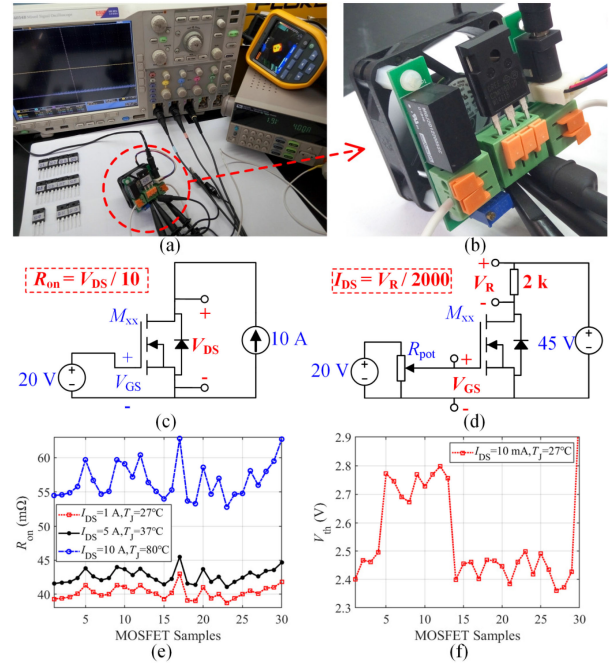 (a)
(b)
R_on = V_DS / 10
M_xx
20 V
+
V_GS
-
+
V_DS
-
10 A
(c)
I_DS = V_R / 2000
+
V_R
-
2 k
M_xx
R_pot
20 V
+
V_GS
-
45 V
(d)
R_on (mΩ)
60
55
50
45
40
I_DS=1 A,T_J=27°C
I_DS=5 A,T_J=37°C
I_DS=10 A,T_J=80°C
5 10 15 20 25 30
MOSFET Samples
(e)
V_th (V)
2.9
2.8
2.7
2.6
2.5
2.4
2.3
I_DS=10 mA,T_J=27°C
5 10 15 20 25 30
MOSFET Samples
(f)